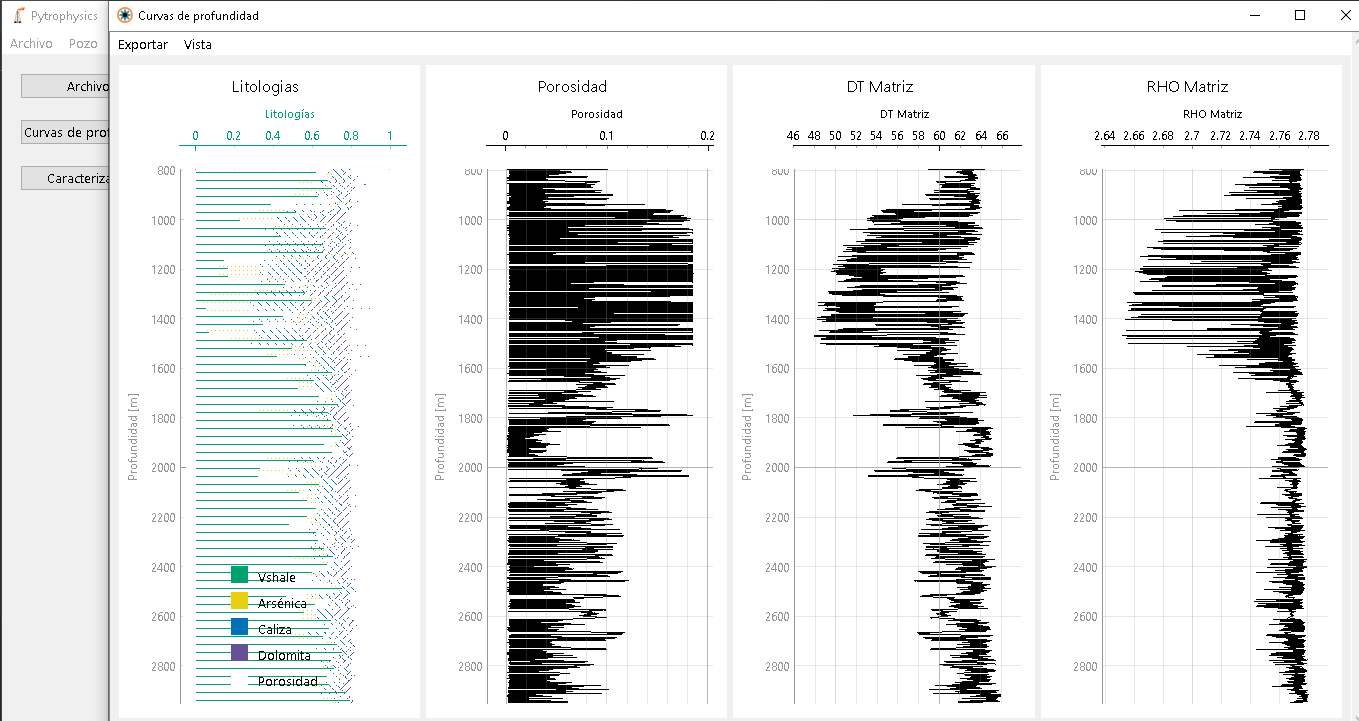 Pytrophysics
Curvas de profundidad
Archivo Pozo
Exportar Vista
Archivo
Curvas de prof
Caracteriza
Litologias
Litologías
0 0.2 0.4 0.6 0.8 1
800
1000
1200
1400
1600
1800
2000
2200
2400
2600
2800
Profundidad [m]
Vshale
Arsénica
Caliza
Dolomita
Porosidad
Porosidad
Porosidad
0 0.1 0.2
800
1000
1200
1400
1600
1800
2000
2200
2400
2600
2800
Profundidad [m]
DT Matriz
DT Matriz
46 48 50 52 54 56 58 60 62 64 66
800
1000
1200
1400
1600
1800
2000
2200
2400
2600
2800
Profundidad [m]
RHO Matriz
RHO Matriz
2.64 2.66 2.68 2.7 2.72 2.74 2.76 2.78
800
1000
1200
1400
1600
1800
2000
2200
2400
2600
2800
Profundidad [m]